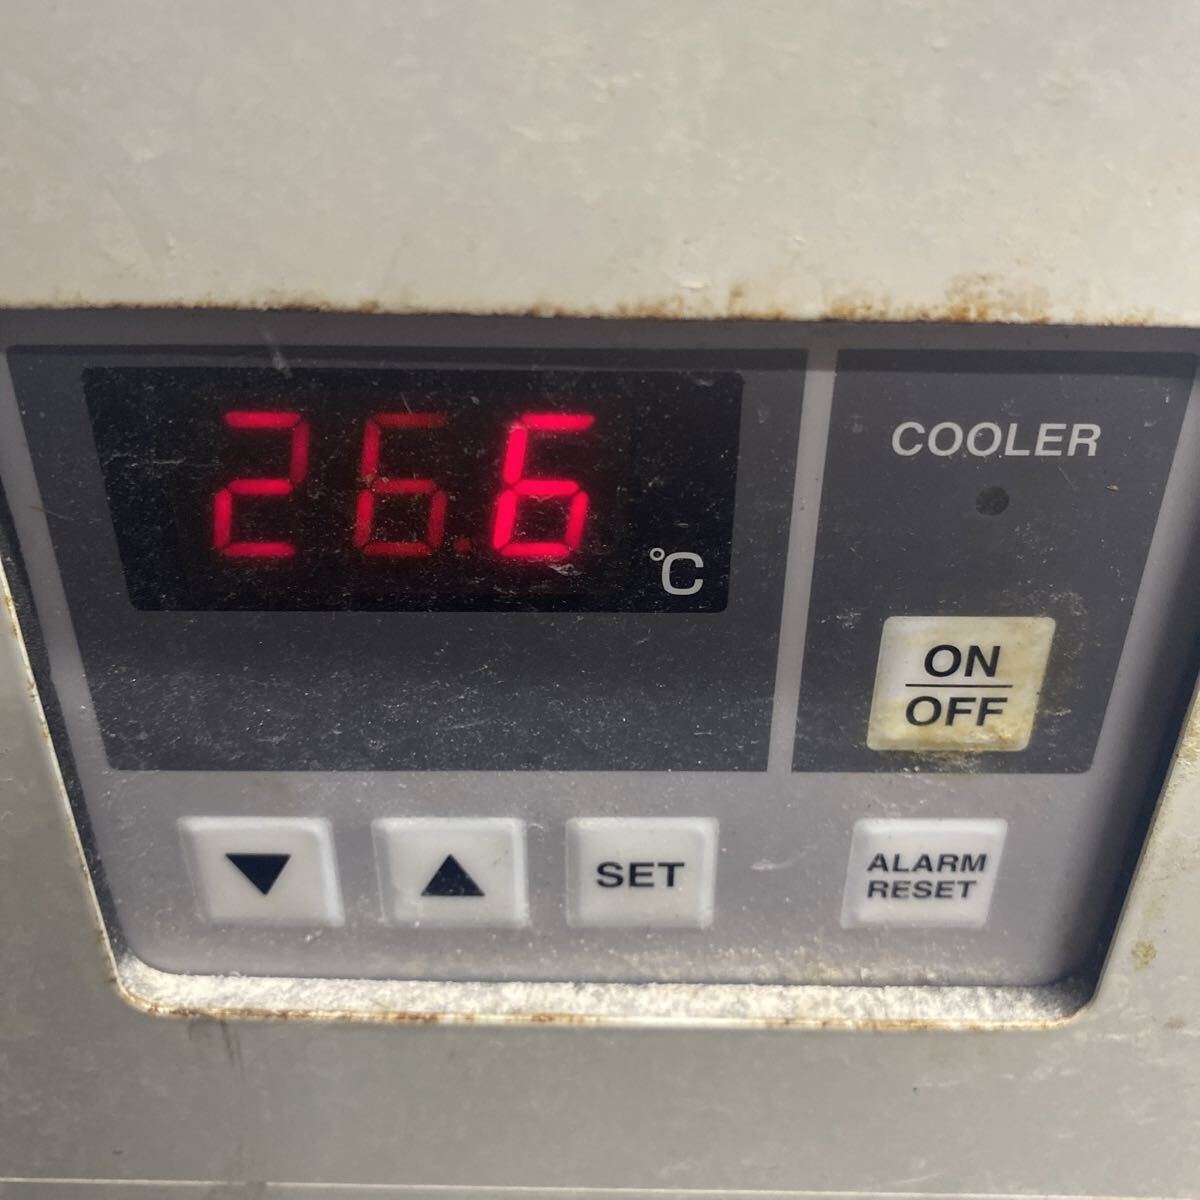 26.6 ℃
COOLER
ON
OFF
▼ ▲ SET
ALARM
RESET